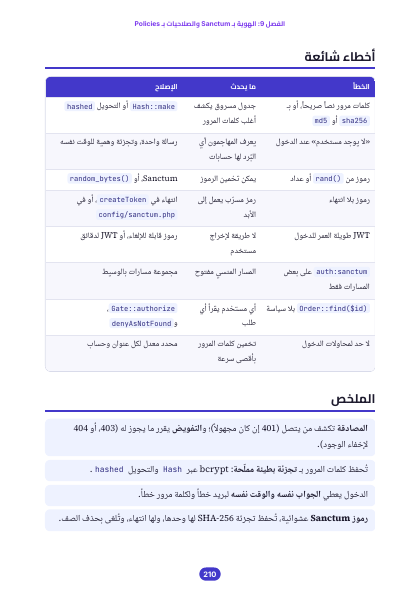 الفصل 9: الهوية بـ Sanctum والصلاحيات بـ Policies
أخطاء شائعة
الخطأ ما يحدث الإصلاح
كلمات مرور نصاً صريحاً، أو بـ جدول مسروق يكشف Hash::make أو التحويل hashed
md5 أو sha256 أغلب كلمات المرور
«لا يوجد مستخدم» عند الدخول يعرف المهاجمون أي رسالة واحدة، وتجزئة وهمية للوقت نفسه
البُرد لها حسابات
رموز من rand() أو عداد يمكن تخمين الرموز Sanctum، أو random_bytes()
رموز بلا انتهاء رمز مسرّب يعمل إلى انتهاء في createToken، أو في
الأبد config/sanctum.php
JWT طويلة العمر للدخول لا طريقة لإخراج رموز قابلة للإلغاء، أو JWT لدقائق
مستخدم
auth:sanctum على بعض المسار المنسي مفتوح مجموعة مسارات بالوسيط
المسارات فقط
Order::find($id) بلا سياسة أي مستخدم يقرأ أي Gate::authorize،
طلب و denyAsNotFound
لا حد لمحاولات الدخول تخمين كلمات المرور محدد معدل لكل عنوان وحساب
بأقصى سرعة
الملخص
المصادقة تكشف من يتصل (401 إن كان مجهولاً)؛ والتفويض يقرر ما يجوز له (403، أو 404
لإخفاء الوجود).
تُحفظ كلمات المرور بـ تجزئة بطيئة مملّحة: bcrypt عبر Hash والتحويل hashed.
الدخول يعطي الجواب نفسه والوقت نفسه لبريد خطأ ولكلمة مرور خطأ.
رموز Sanctum عشوائية، تُحفظ تجزئة SHA-256 لها وحدها، ولها انتهاء، وتُلغى بحذف الصف.
210